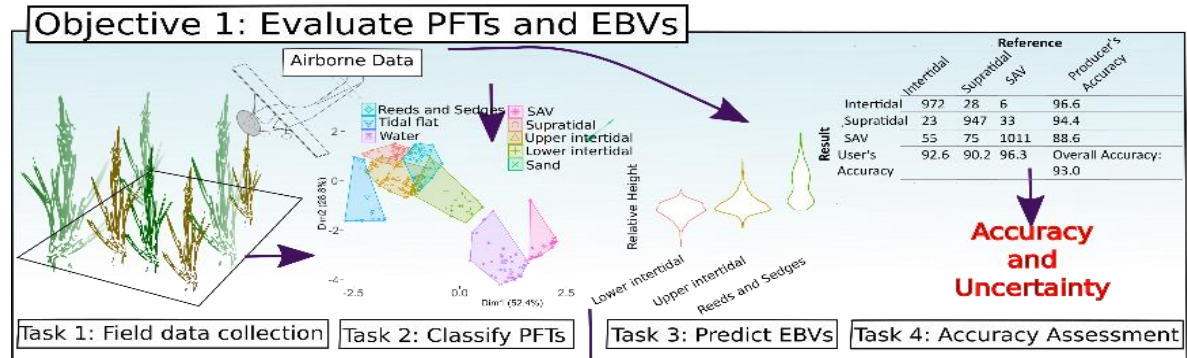 Objective 1: Evaluate PFTs and EBVs
Airborne Data
Reeds and Sedges
Tidal flat
Water
SAV
Supratidal
Upper intertidal
Lower intertidal
Sand
2
0
-2
-4
Dim2 (28.8%)
-2.5
0.0
2.5
Dim1 (52.4%)
Relative Height
Lower intertidal
Upper intertidal
Reeds and Sedges
Reference
Intertidal Supratidal SAV Producer's Accuracy
Result
Intertidal 972 28 6 96.6
Supratidal 23 947 33 94.4
SAV 55 75 1011 88.6
User's Accuracy 92.6 90.2 96.3 Overall Accuracy: 93.0
Accuracy
and
Uncertainty
Task 1: Field data collection
Task 2: Classify PFTs
Task 3: Predict EBVs
Task 4: Accuracy Assessment